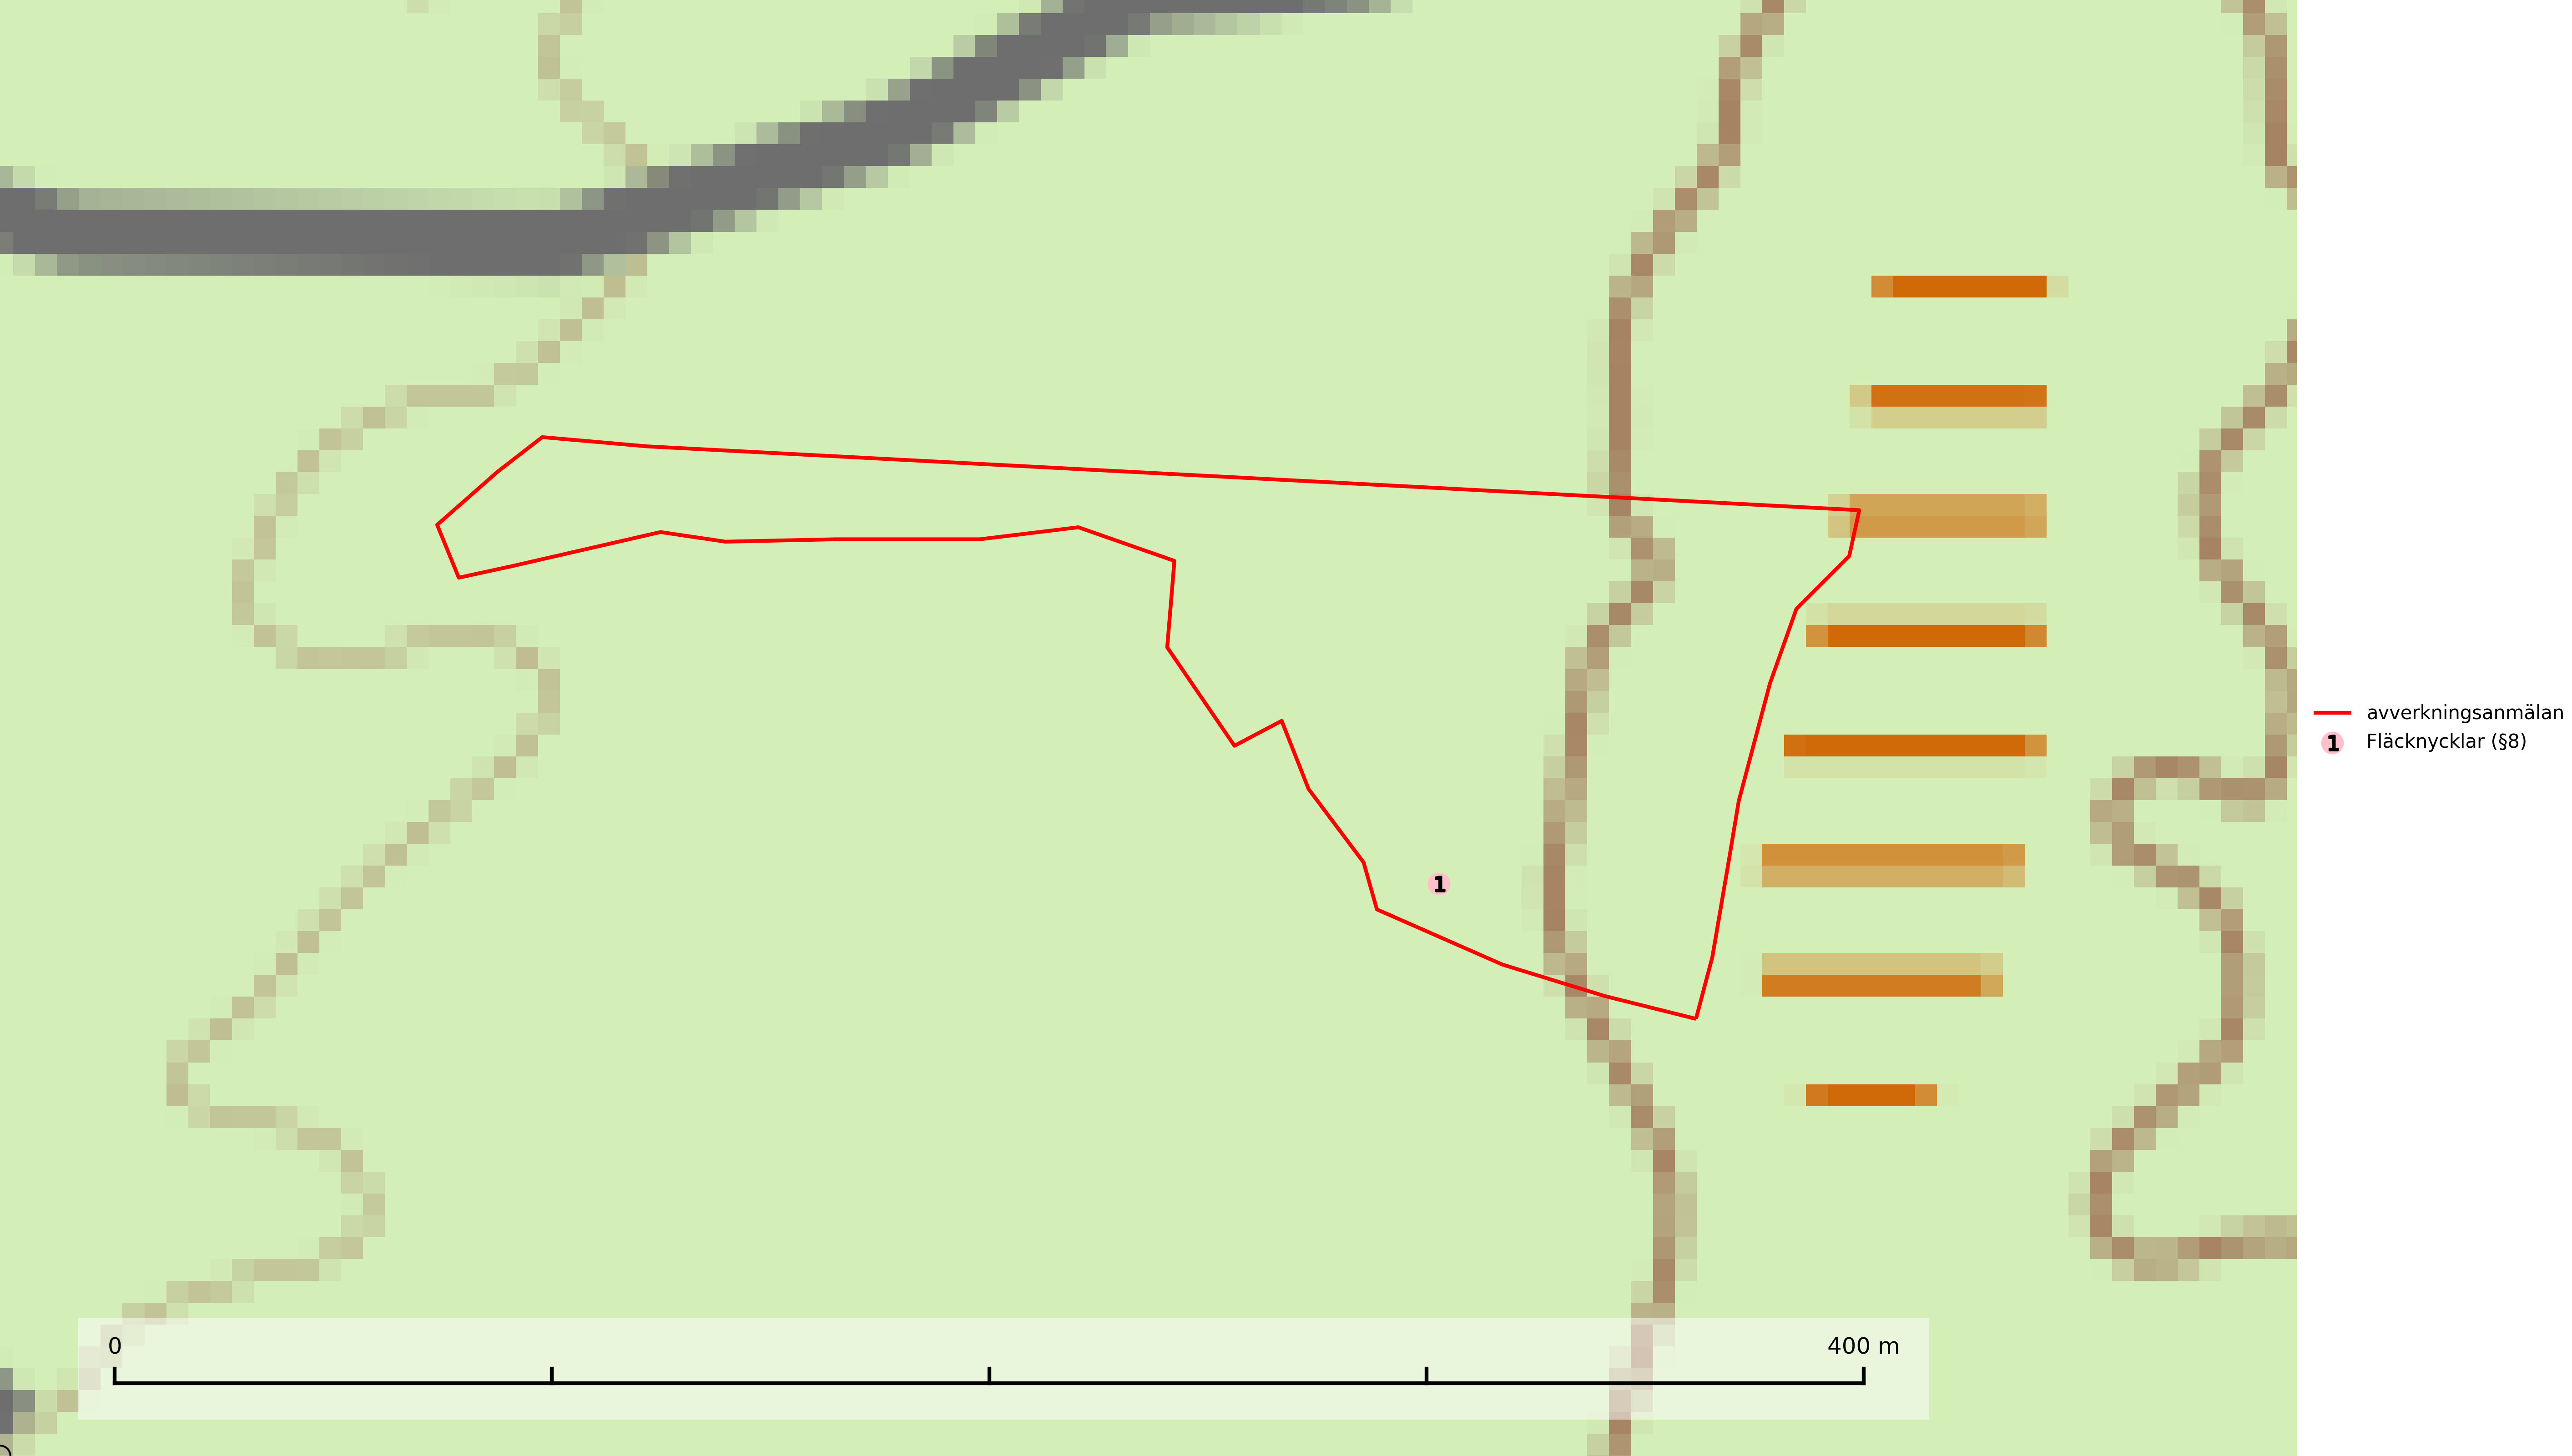 avverkningsanmälan
1 Fläcknycklar (§8)
1
0 400 m